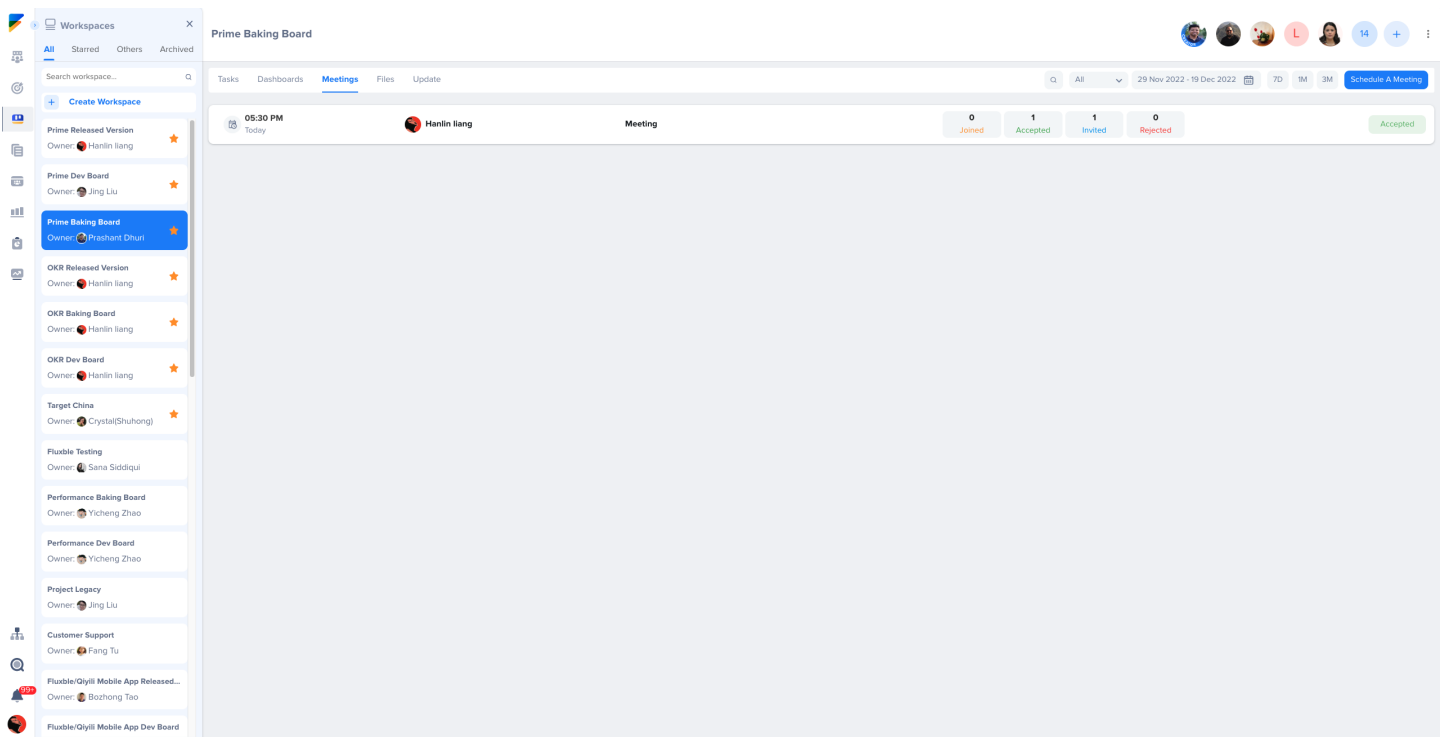 Workspaces
All Starred Others Archived
Search workspace...
+ Create Workspace
Prime Released Version
Owner: Hanlin liang
Prime Dev Board
Owner: Jing Liu
Prime Baking Board
Owner: Prashant Dhuri
OKR Released Version
Owner: Hanlin liang
OKR Baking Board
Owner: Hanlin liang
OKR Dev Board
Owner: Hanlin liang
Target China
Owner: Crystal(Shuhong)
Fluxble Testing
Owner: Sana Siddiqui
Performance Baking Board
Owner: Yicheng Zhao
Performance Dev Board
Owner: Yicheng Zhao
Project Legacy
Owner: Jing Liu
Customer Support
Owner: Fang Tu
Fluxble/Qiyili Mobile App Released...
Owner: Bozhong Tao
Fluxble/Qiyili Mobile App Dev Board
99+
Prime Baking Board
L 14 +
Tasks Dashboards Meetings Files Update
All 29 Nov 2022 - 19 Dec 2022 7D 1M 3M Schedule A Meeting
05:30 PM
Today
Hanlin liang
Meeting
0 1 1 0
Joined Accepted Invited Rejected
Accepted